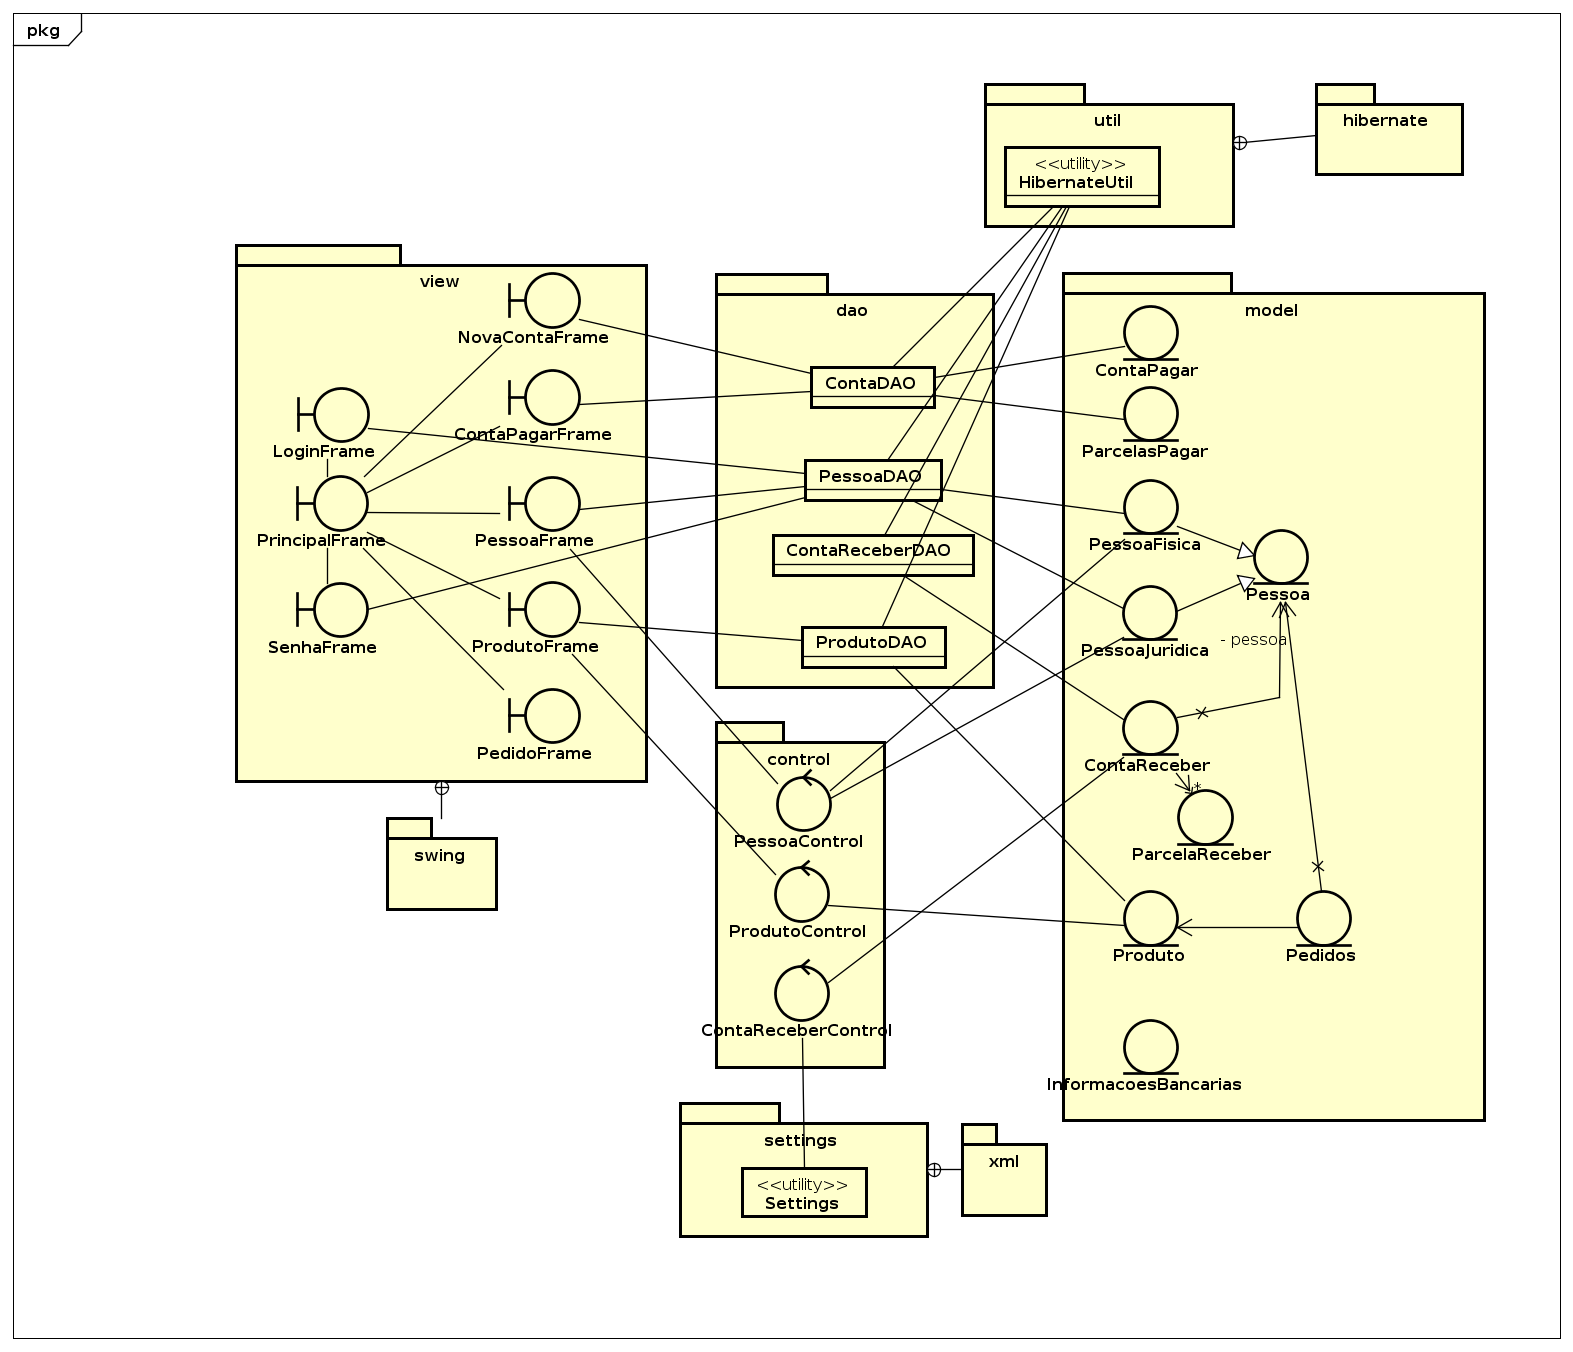 pkg
util
<<utility>>
HibernateUtil
hibernate
view
NovaContaFrame
ContaPagarFrame
LoginFrame
PrincipalFrame
PessoaFrame
SenhaFrame
ProdutoFrame
PedidoFrame
swing
dao
ContaDAO
PessoaDAO
ContaReceberDAO
ProdutoDAO
control
PessoaControl
ProdutoControl
ContaReceberControl
model
ContaPagar
ParcelasPagar
PessoaFisica
Pessoa
- pessoa
PessoaJuridica
ContaReceber
*
ParcelaReceber
Produto
Pedidos
InformacoesBancarias
settings
<<utility>>
Settings
xml